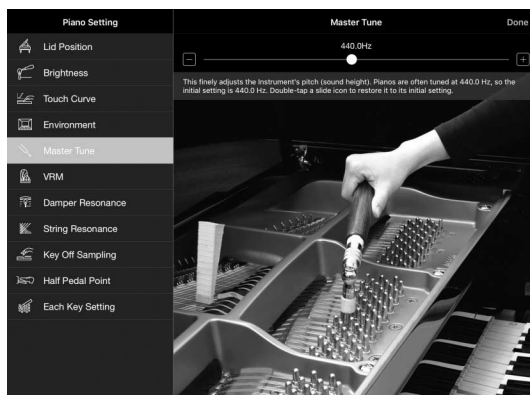 Piano Setting
Master Tune
Done
Lid Position
Brightness
Touch Curve
Environment
Master Tune
VRM
Damper Resonance
String Resonance
Key Off Sampling
Half Pedal Point
Each Key Setting
440.0Hz
This finely adjusts the Instrument's pitch (sound height). Pianos are often tuned at 440.0 Hz, so the
initial setting is 440.0 Hz. Double-tap a slide icon to restore it to its initial setting.